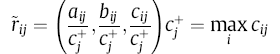 r̃ᵢⱼ = (aᵢⱼ/cⱼ⁺, bᵢⱼ/cⱼ⁺, cᵢⱼ/cⱼ⁺) cⱼ⁺ = maxᵢ cᵢⱼ